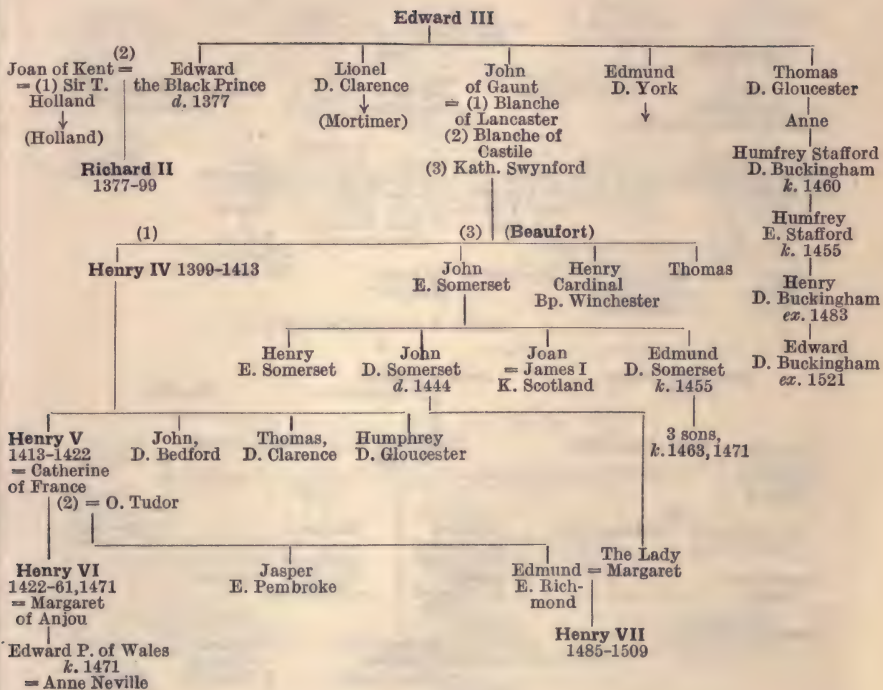 Edward III
(2)
Joan of Kent =
= (1) Sir T.
Holland
(Holland)
Edward
the Black Prince
d. 1377
Lionel
D. Clarence
(Mortimer)
John
of Gaunt
= (1) Blanche
of Lancaster
(2) Blanche of
Castile
(3) Kath. Swynford
Edmund
D. York
Thomas
D. Gloucester
Anne
Humfrey Stafford
D. Buckingham
k. 1460
Humfrey
E. Stafford
k. 1455
Henry
D. Buckingham
ex. 1483
Edward
D. Buckingham
ex. 1521
Richard II
1377-99
(1)
(3) (Beaufort)
Henry IV 1399-1413
John
E. Somerset
Henry
Cardinal
Bp. Winchester
Thomas
Henry
E. Somerset
John
D. Somerset
d. 1444
Joan
= James I
K. Scotland
Edmund
D. Somerset
k. 1455
3 sons,
k. 1463, 1471
Henry V
1413-1422
= Catherine
of France
John,
D. Bedford
Thomas,
D. Clarence
Humphrey
D. Gloucester
(2) = O. Tudor
Henry VI
1422-61, 1471
= Margaret
of Anjou
Jasper
E. Pembroke
Edmund =
E. Rich-
mond
The Lady
Margaret
Henry VII
1485-1509
Edward P. of Wales
k. 1471
= Anne Neville